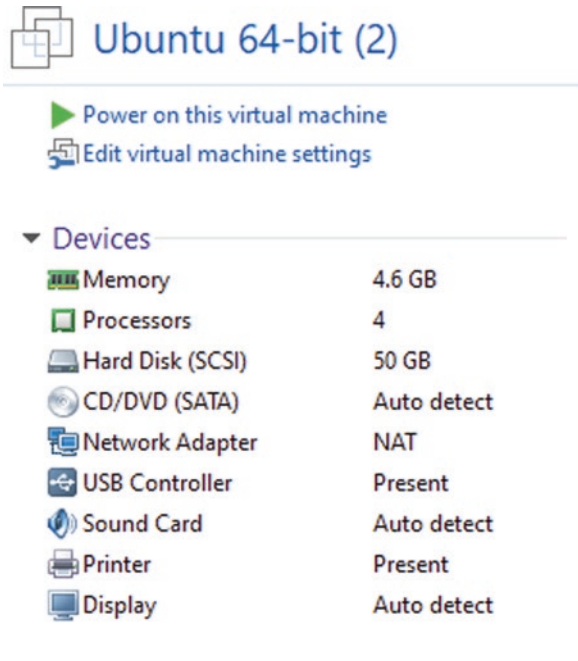 Ubuntu 64-bit (2)
Power on this virtual machine
Edit virtual machine settings
Devices
Memory 4.6 GB
Processors 4
Hard Disk (SCSI) 50 GB
CD/DVD (SATA) Auto detect
Network Adapter NAT
USB Controller Present
Sound Card Auto detect
Printer Present
Display Auto detect